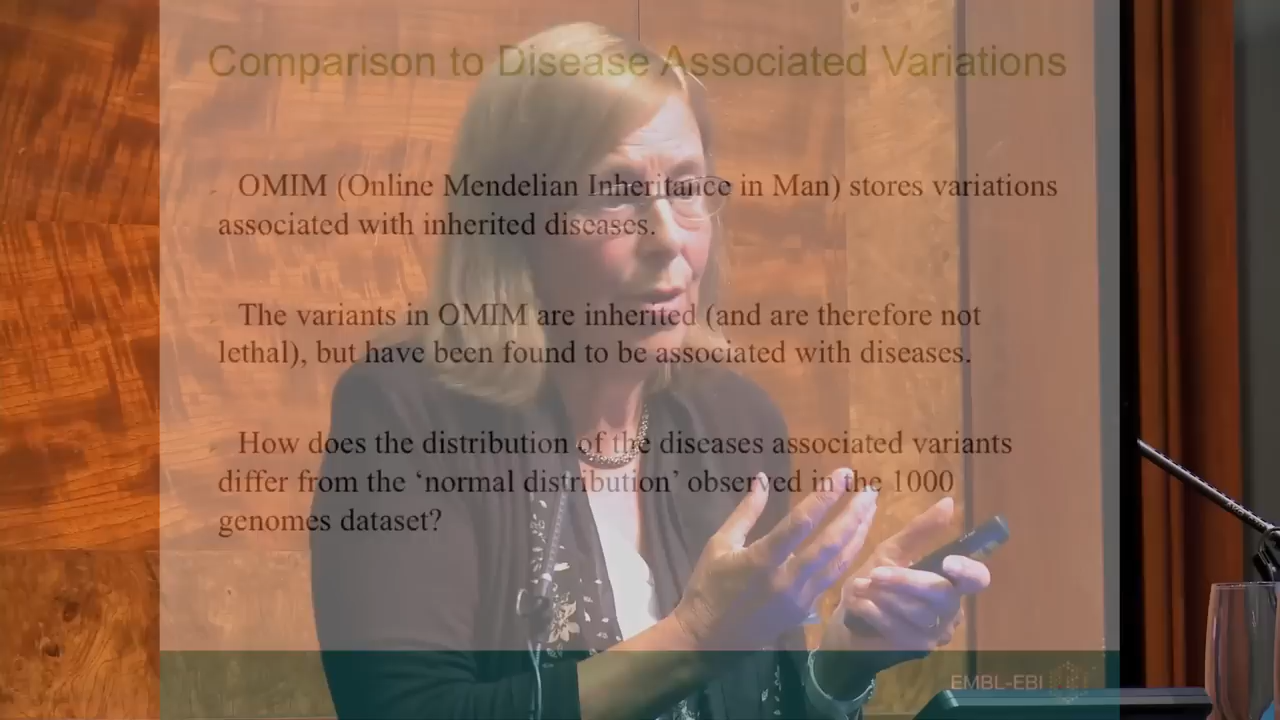 Comparison to Disease Associated Variations
OMIM (Online Mendelian Inheritance in Man) stores variations
associated with inherited diseases.
The variants in OMIM are inherited (and are therefore not
lethal), but have been found to be associated with diseases.
How does the distribution of the diseases associated variants
differ from the ‘normal distribution’ observed in the 1000
genomes dataset?
EMBL-EBI